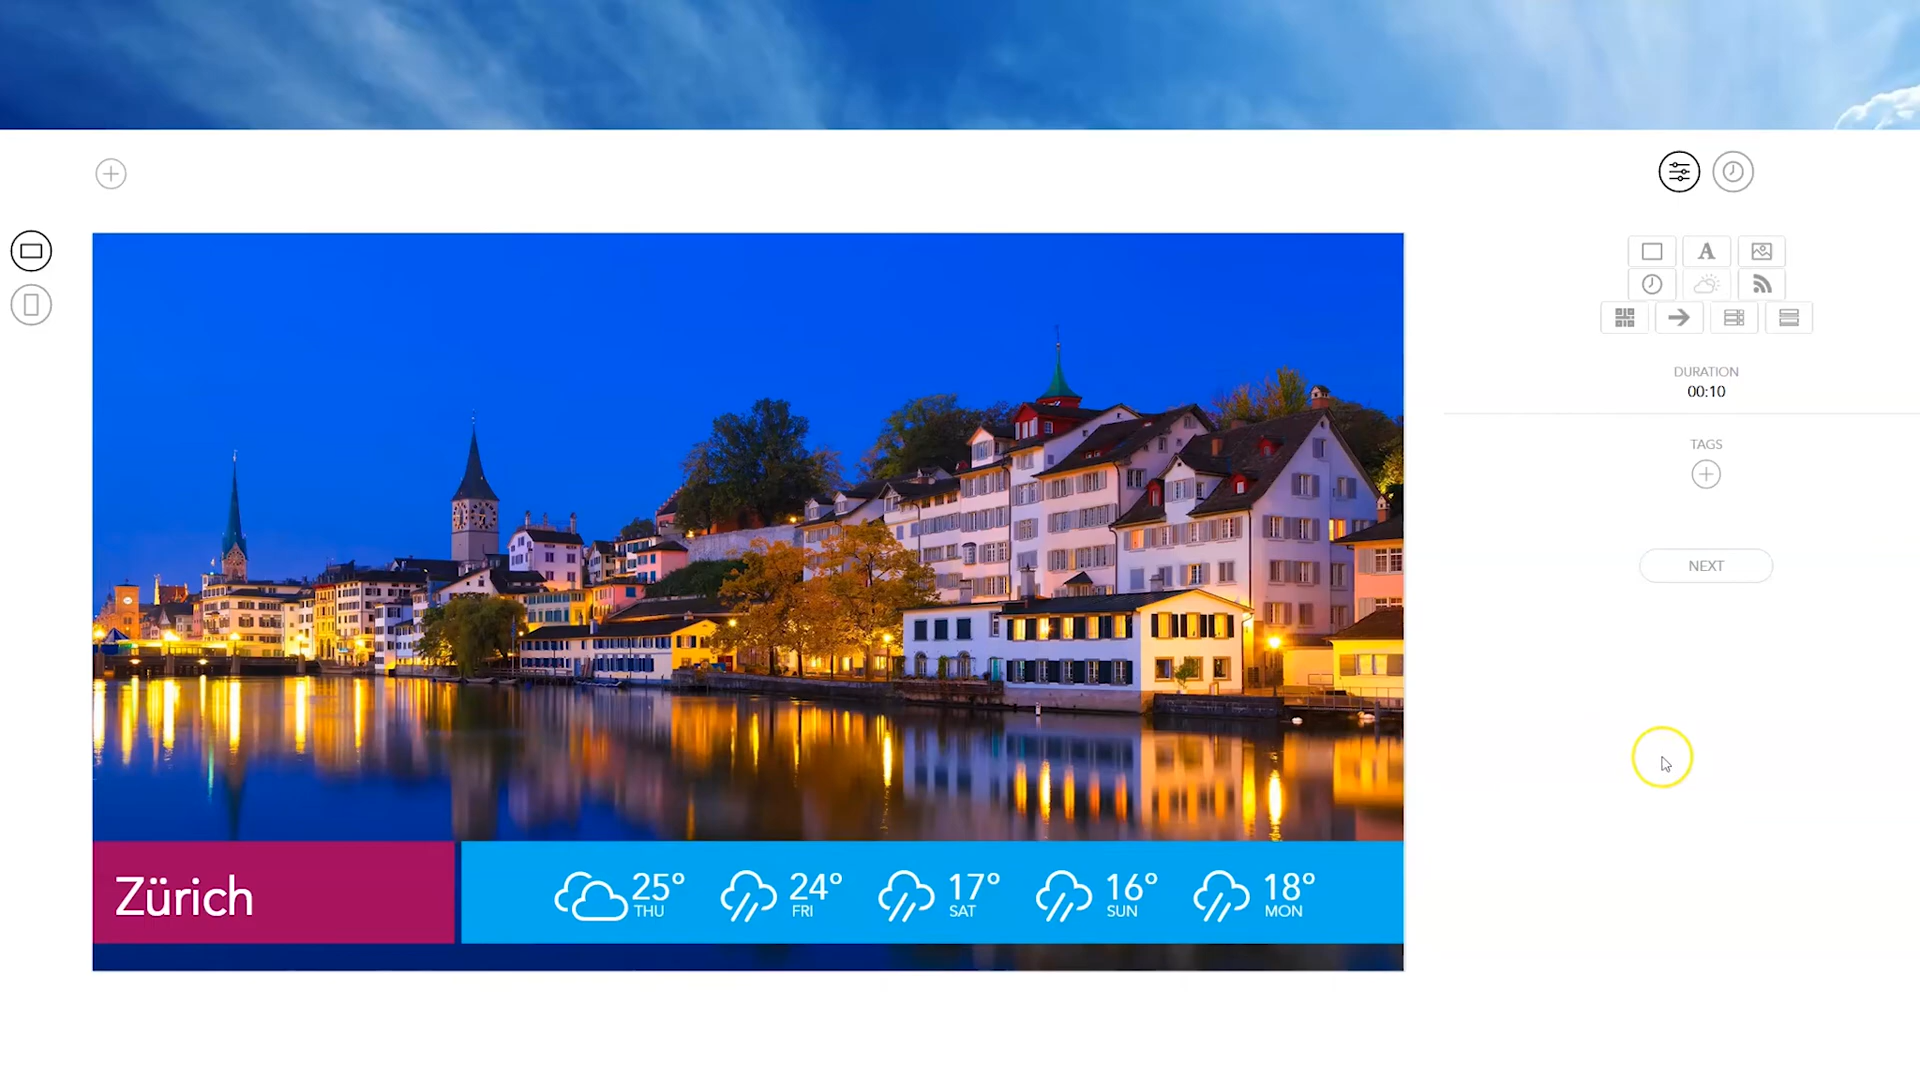 A
DURATION
00:10
TAGS
NEXT
Zürich
25° 24° 17° 16° 18°
THU FRI SAT SUN MON